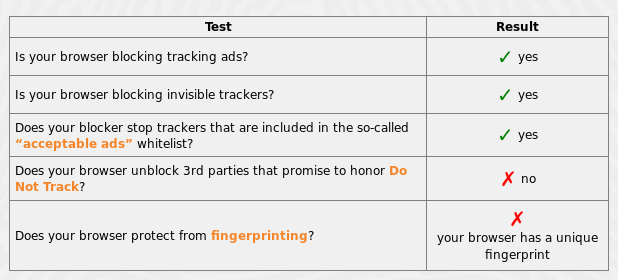 Test Result
Is your browser blocking tracking ads? ✓ yes
Is your browser blocking invisible trackers? ✓ yes
Does your blocker stop trackers that are included in the so-called
“acceptable ads” whitelist? ✓ yes
Does your browser unblock 3rd parties that promise to honor Do
Not Track? ✗ no
Does your browser protect from fingerprinting? ✗
your browser has a unique
fingerprint